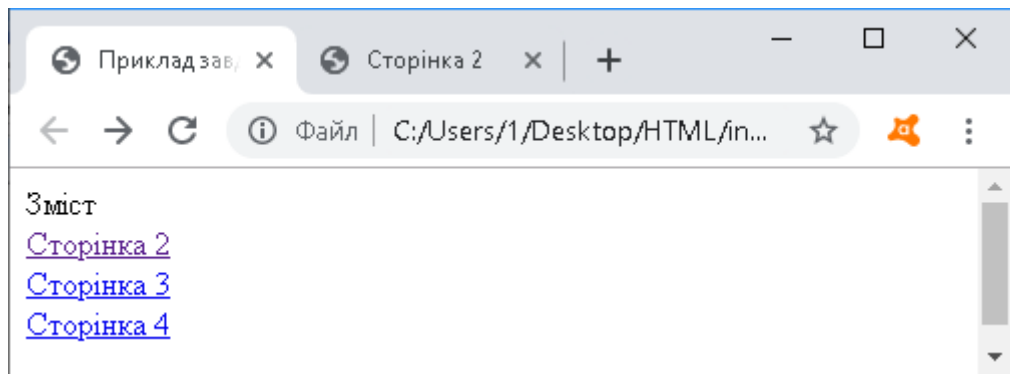 Приклад зав
Сторінка 2
Файл | C:/Users/1/Desktop/HTML/in...
Зміст
Сторінка 2
Сторінка 3
Сторінка 4